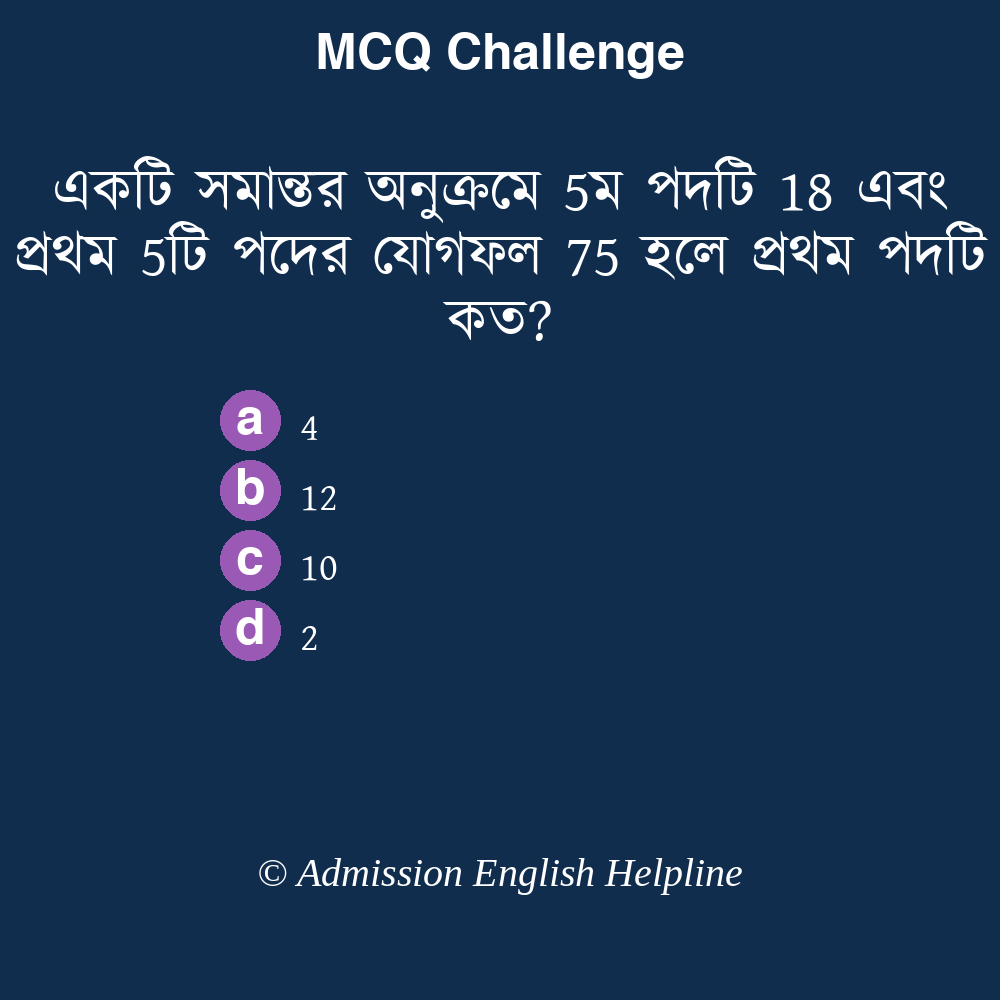 MCQ Challenge
একটি সমান্তর অনুক্রমে 5ম পদটি 18 এবং
প্রথম 5টি পদের যোগফল 75 হলে প্রথম পদটি
কত?
a 4
b 12
c 10
d 2
© Admission English Helpline